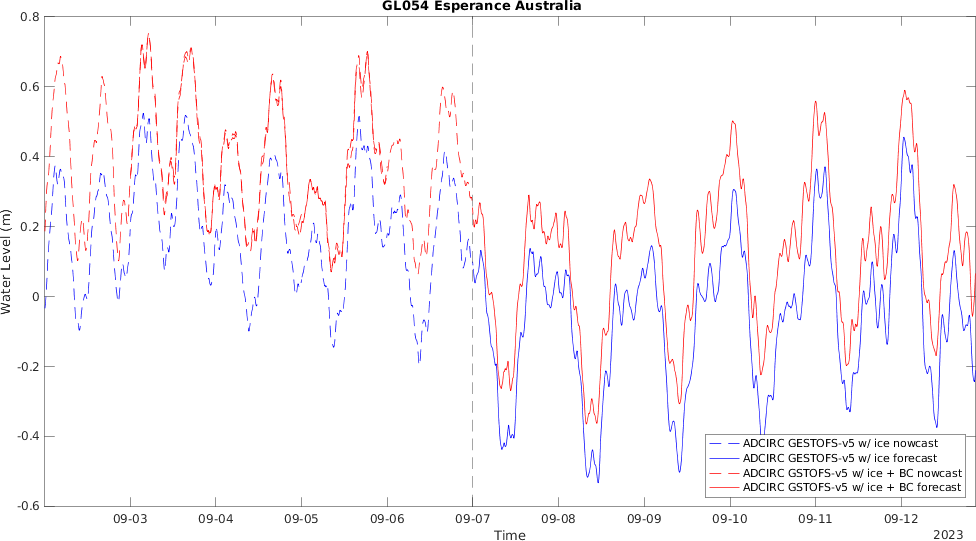 GL054 Esperance Australia
Water Level (m)
0.8
0.6
0.4
0.2
0
-0.2
-0.4
-0.6
ADCIRC GESTOFS-v5 w/ ice nowcast
ADCIRC GESTOFS-v5 w/ ice forecast
ADCIRC GSTOFS-v5 w/ ice + BC nowcast
ADCIRC GSTOFS-v5 w/ ice + BC forecast
09-03 09-04 09-05 09-06 09-07 09-08 09-09 09-10 09-11 09-12
Time
2023